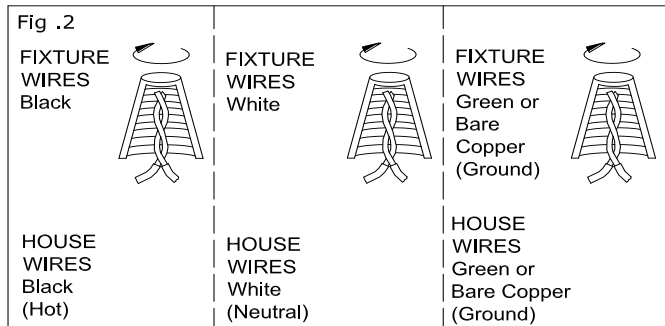 Fig .2
FIXTURE
WIRES
Black
HOUSE
WIRES
Black
(Hot)
FIXTURE
WIRES
White
HOUSE
WIRES
White
(Neutral)
FIXTURE
WIRES
Green or
Bare
Copper
(Ground)
HOUSE
WIRES
Green or
Bare Copper
(Ground)